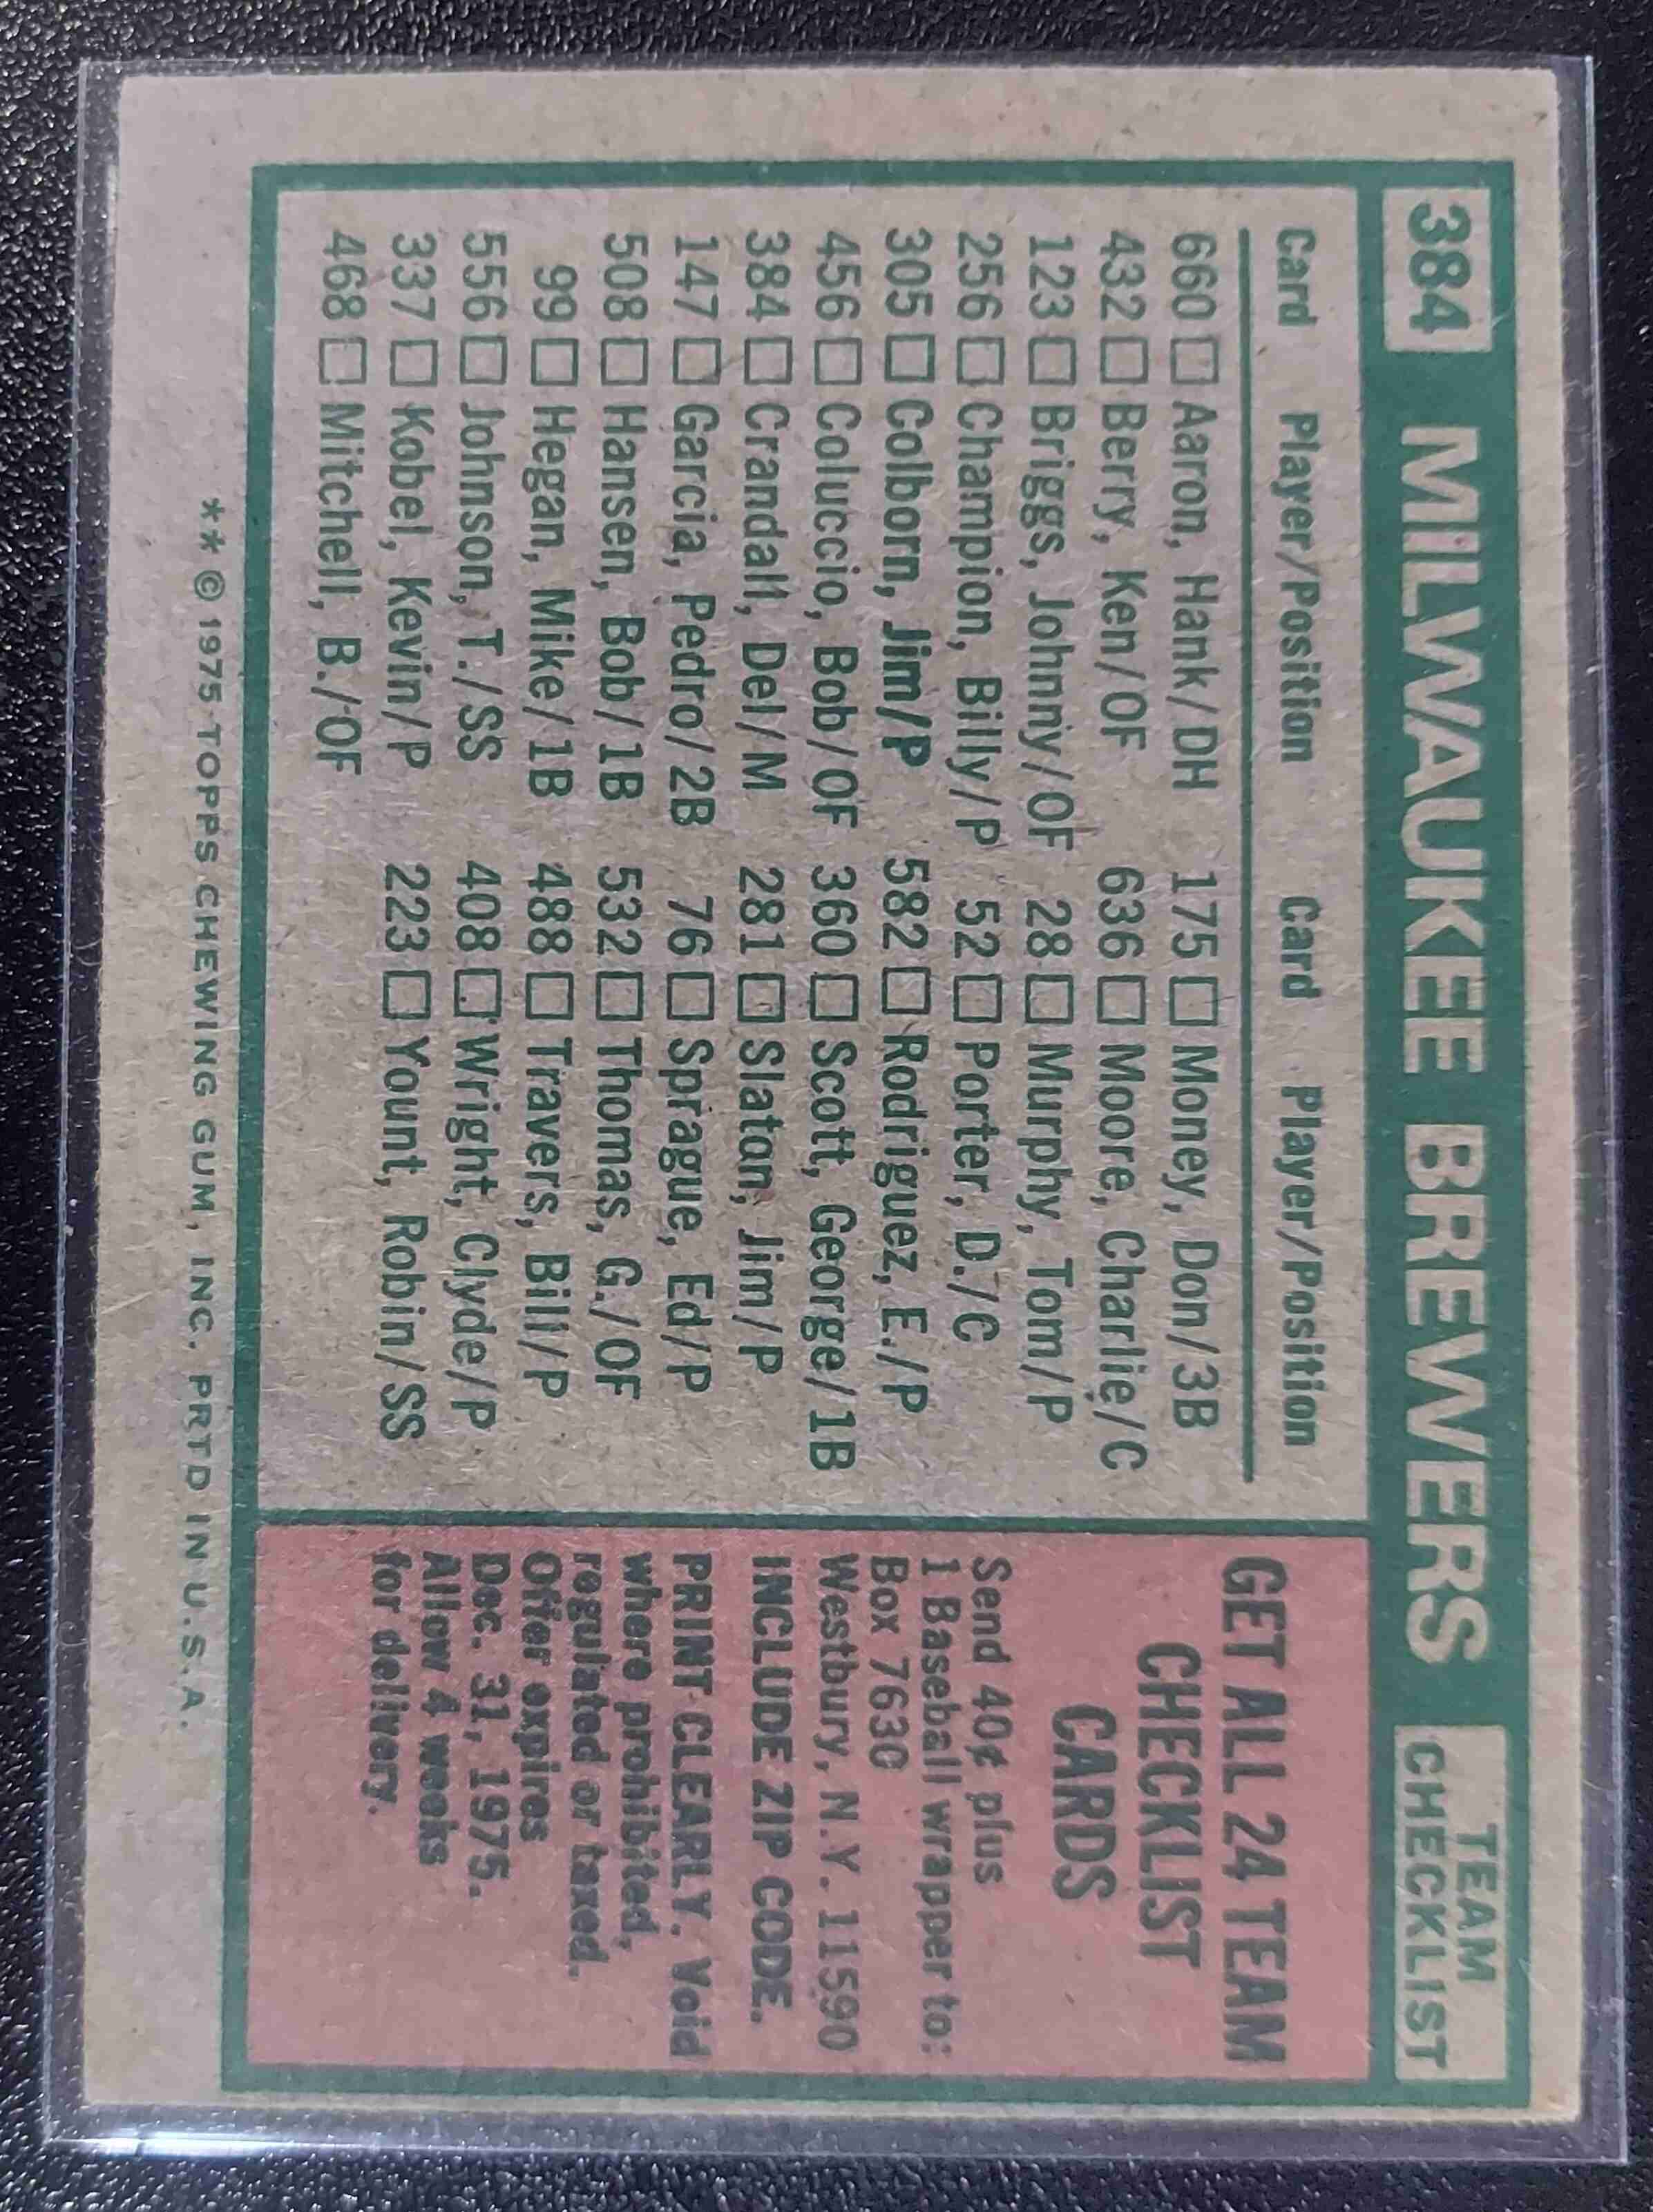 384 MILWAUKEE BREWERS TEAM CHECKLIST
Card Player/Position Card Player/Position
660 □ Aaron, Hank/DH 175 □ Money, Don/3B
432 □ Berry, Ken/OF 636 □ Moore, Charlie/C
123 □ Briggs, Johnny/OF 28 □ Murphy, Tom/P
256 □ Champion, Billy/P 52 □ Porter, D./C
305 □ Colborn, Jim/P 582 □ Rodriguez, E./P
456 □ Coluccio, Bob/OF 360 □ Scott, George/1B
384 □ Crandall, Del/M 281 □ Slaton, Jim/P
147 □ Garcia, Pedro/2B 76 □ Sprague, Ed/P
508 □ Hansen, Bob/1B 532 □ Thomas, G./OF
99 □ Hegan, Mike/1B 488 □ Travers, Bill/P
556 □ Johnson, T./SS 408 □ Wright, Clyde/P
337 □ Kobel, Kevin/P 223 □ Yount, Robin/SS
468 □ Mitchell, B./OF
GET ALL 24 TEAM
CHECKLIST
CARDS
Send 40¢ plus
1 Baseball wrapper to:
Box 7630
Westbury, N.Y. 11590
INCLUDE ZIP CODE.
PRINT CLEARLY. Void
where prohibited,
regulated or taxed.
Offer expires
Dec. 31, 1975.
Allow 4 weeks
for delivery.
** © 1975 TOPPS CHEWING GUM, INC. PRTD IN U.S.A.